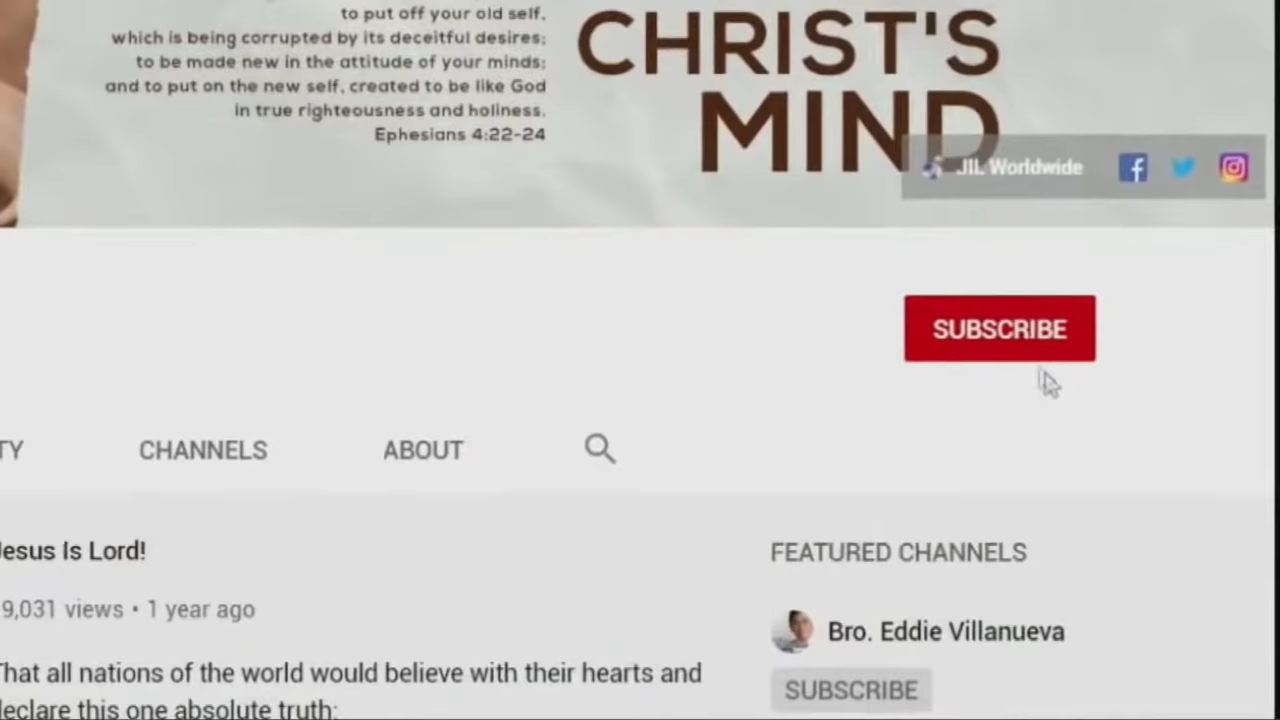 to put off your old self,
which is being corrupted by its deceitful desires;
to be made new in the attitude of your minds;
and to put on the new self, created to be like God
in true righteousness and holiness.
Ephesians 4:22-24
CHRIST'S
MIND
JIL Worldwide
SUBSCRIBE
TY
CHANNELS
ABOUT
Jesus Is Lord!
9,031 views • 1 year ago
That all nations of the world would believe with their hearts and
declare this one absolute truth:
FEATURED CHANNELS
Bro. Eddie Villanueva
SUBSCRIBE